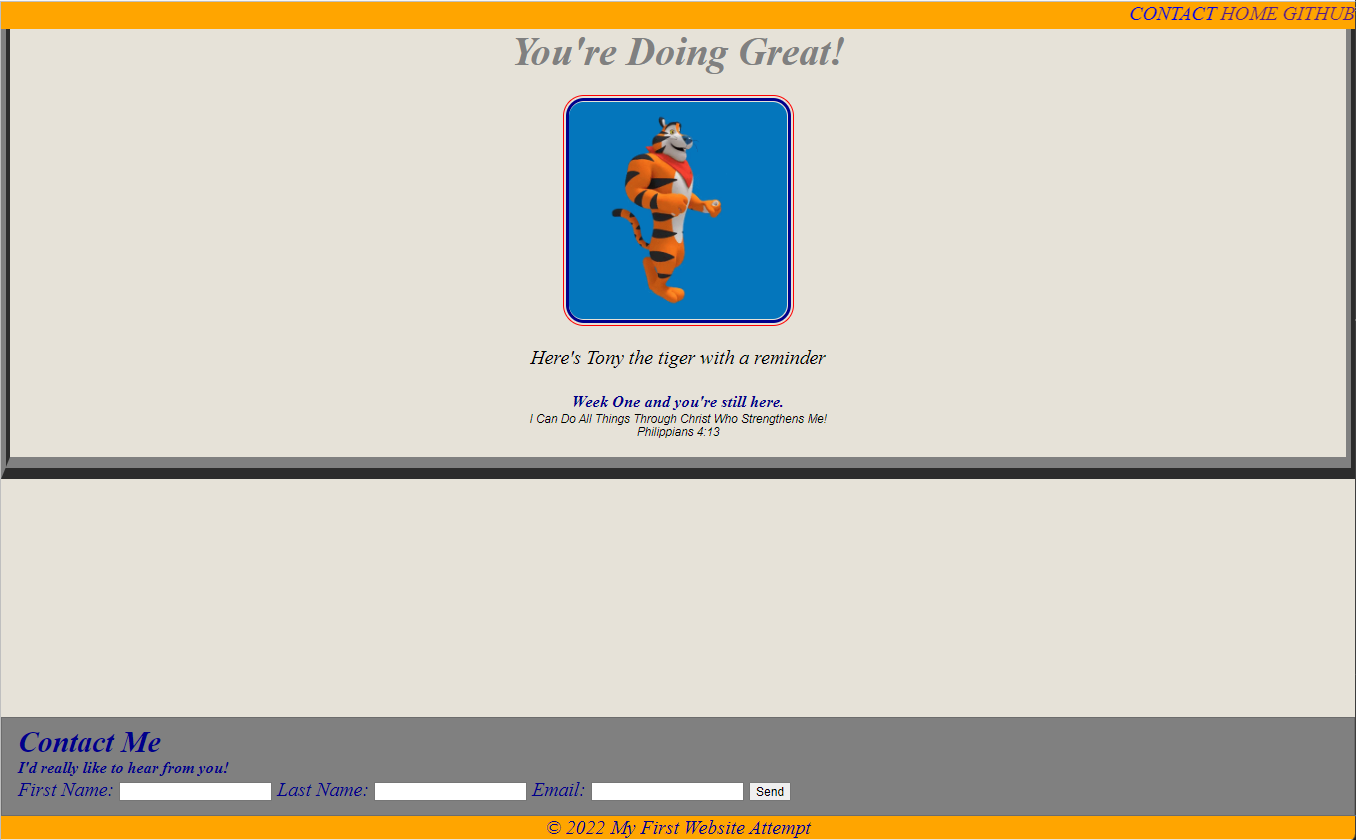 CONTACT HOME GITHUB
You're Doing Great!
Here's Tony the tiger with a reminder
Week One and you're still here.
I Can Do All Things Through Christ Who Strengthens Me!
Philippians 4:13
Contact Me
I'd really like to hear from you!
First Name: Last Name: Email: Send
© 2022 My First Website Attempt